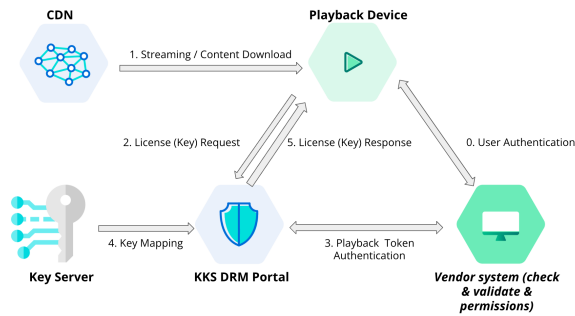 CDN
Playback Device
1. Streaming / Content Download
2. License (Key) Request
5. License (Key) Response
0. User Authentication
4. Key Mapping
3. Playback Token
Authentication
Key Server
KKS DRM Portal
Vendor system (check
& validate &
permissions)